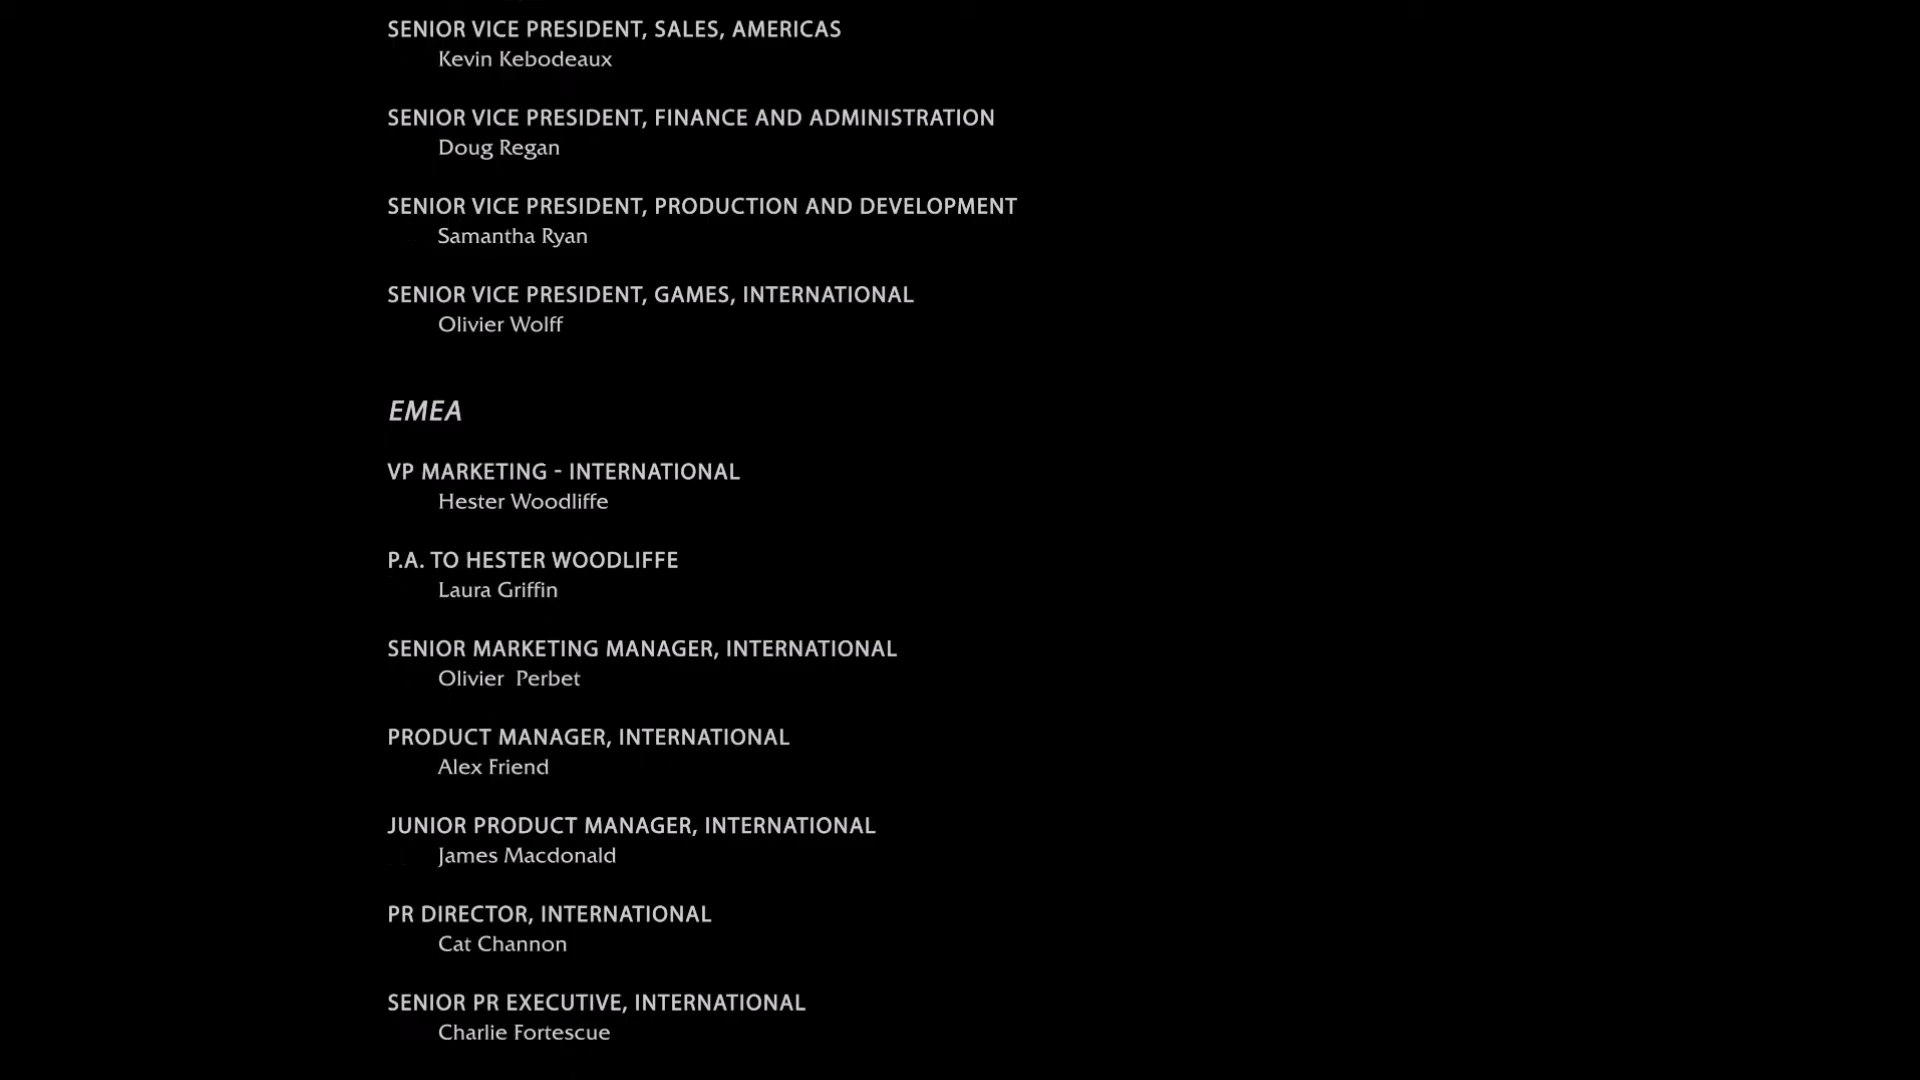 SENIOR VICE PRESIDENT, SALES, AMERICAS
Kevin Kebodeaux
SENIOR VICE PRESIDENT, FINANCE AND ADMINISTRATION
Doug Regan
SENIOR VICE PRESIDENT, PRODUCTION AND DEVELOPMENT
Samantha Ryan
SENIOR VICE PRESIDENT, GAMES, INTERNATIONAL
Olivier Wolff
EMEA
VP MARKETING - INTERNATIONAL
Hester Woodliffe
P.A. TO HESTER WOODLIFFE
Laura Griffin
SENIOR MARKETING MANAGER, INTERNATIONAL
Olivier Perbet
PRODUCT MANAGER, INTERNATIONAL
Alex Friend
JUNIOR PRODUCT MANAGER, INTERNATIONAL
James Macdonald
PR DIRECTOR, INTERNATIONAL
Cat Channon
SENIOR PR EXECUTIVE, INTERNATIONAL
Charlie Fortescue